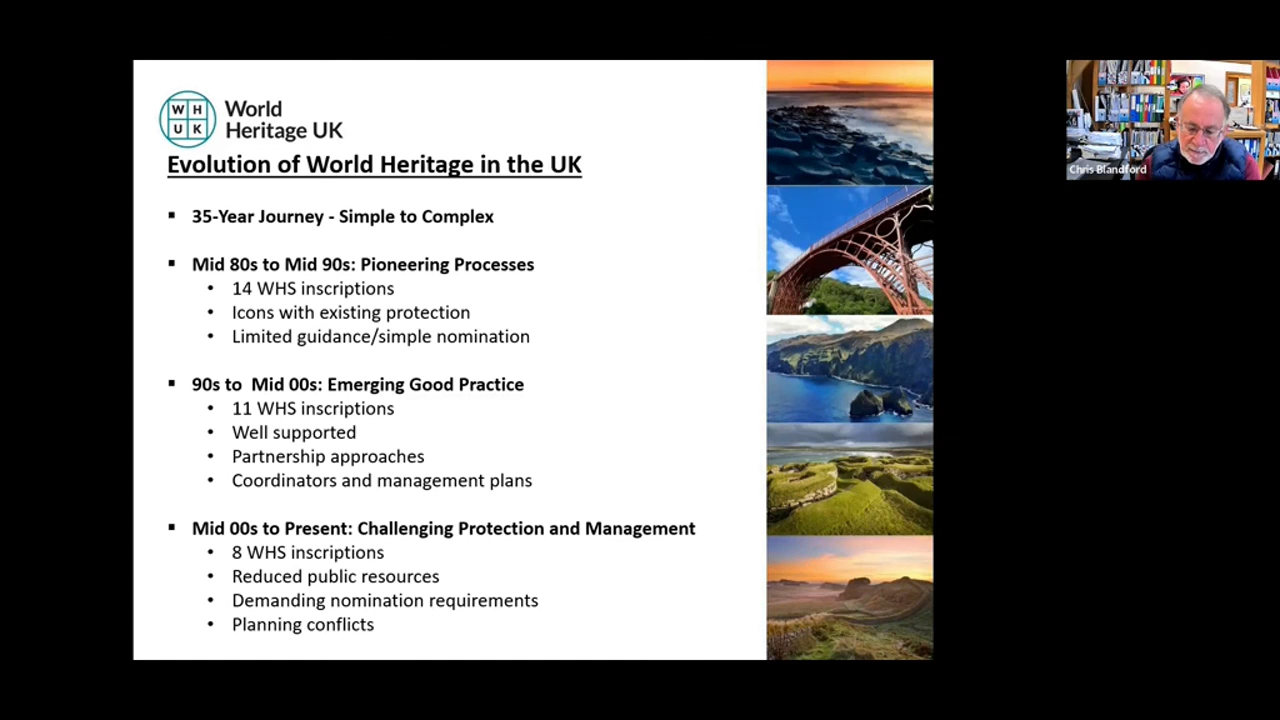 W H
U K
World
Heritage UK
Evolution of World Heritage in the UK
▪ 35-Year Journey - Simple to Complex
▪ Mid 80s to Mid 90s: Pioneering Processes
• 14 WHS inscriptions
• Icons with existing protection
• Limited guidance/simple nomination
▪ 90s to  Mid 00s: Emerging Good Practice
• 11 WHS inscriptions
• Well supported
• Partnership approaches
• Coordinators and management plans
▪ Mid 00s to Present: Challenging Protection and Management
• 8 WHS inscriptions
• Reduced public resources
• Demanding nomination requirements
• Planning conflicts
Chris Blandford